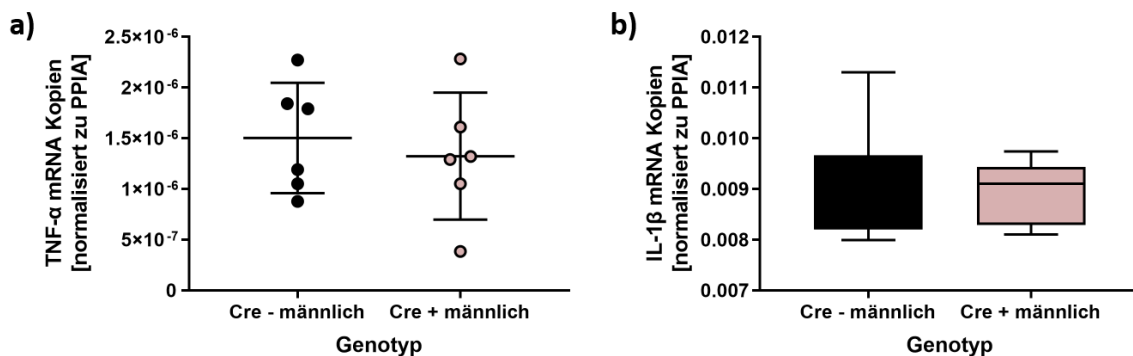 a)
TNF-α mRNA Kopien
[normalisiert zu PPIA]
2.5×10⁻⁶
2×10⁻⁶
1.5×10⁻⁶
1×10⁻⁶
5×10⁻⁷
0
Cre - männlich
Cre + männlich
Genotyp
b)
IL-1β mRNA Kopien
[normalisiert zu PPIA]
0.012
0.011
0.010
0.009
0.008
0.007
Cre - männlich
Cre + männlich
Genotyp